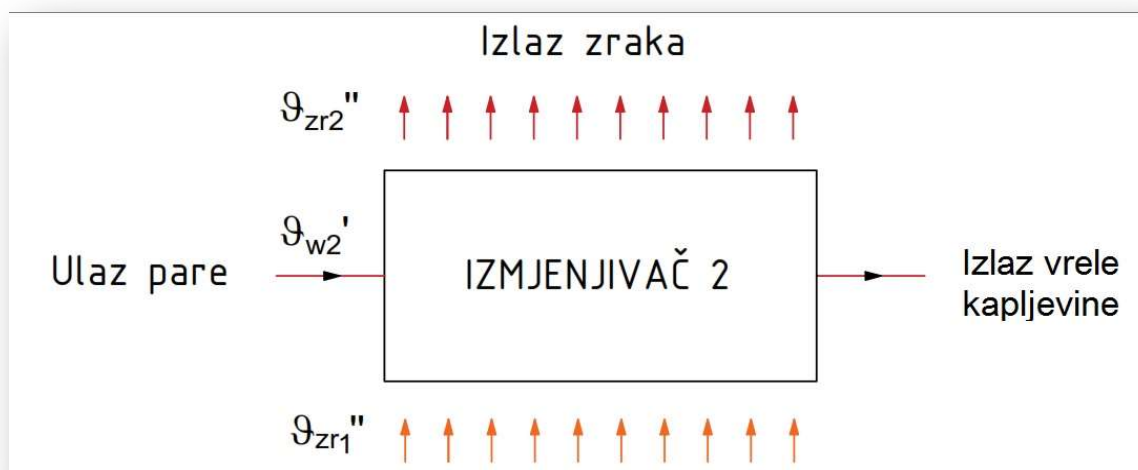 Izlaz zraka
ϑzr2"
ϑw2'
Ulaz pare
IZMJENJIVAČ 2
Izlaz vrele
kapljevine
ϑzr1"